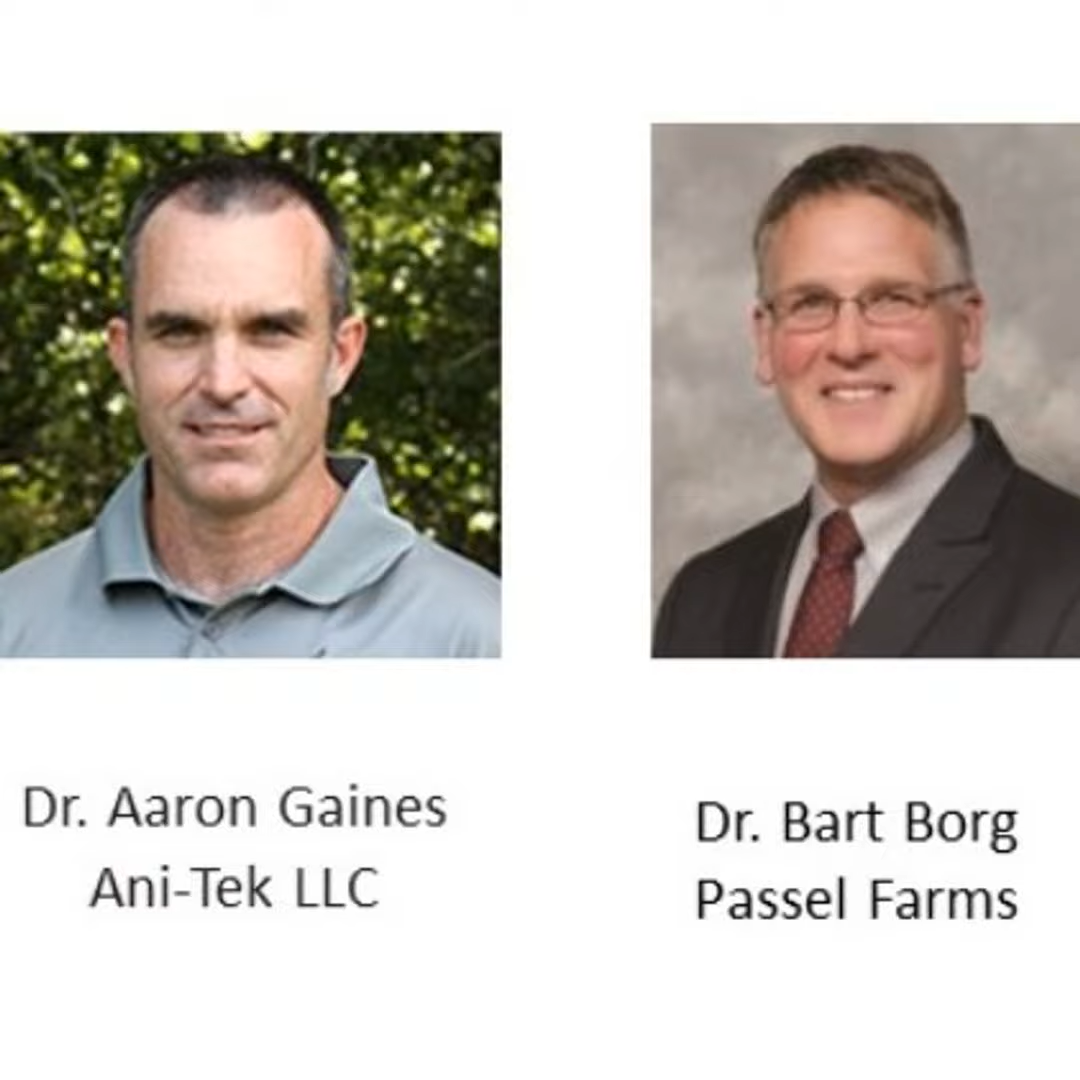 Dr. Aaron Gaines
Ani-Tek LLC
Dr. Bart Borg
Passel Farms